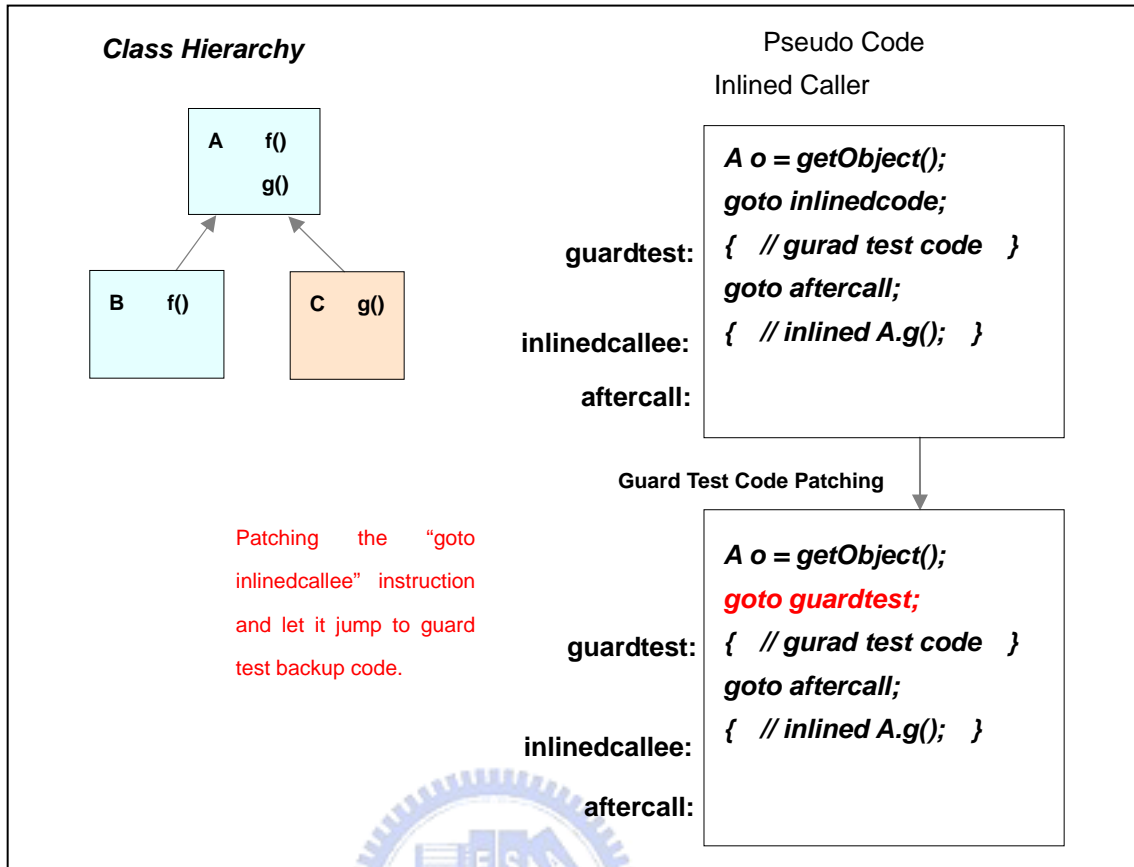 Class Hierarchy
A f()
g()
B f()
C g()
Pseudo Code
Inlined Caller
A o = getObject();
goto inlinedcode;
guardtest: { // gurad test code }
goto aftercall;
inlinedcallee: { // inlined A.g(); }
aftercall:
Guard Test Code Patching
Patching the “goto
inlinedcallee” instruction
and let it jump to guard
test backup code.
A o = getObject();
goto guardtest;
guardtest: { // gurad test code }
goto aftercall;
inlinedcallee: { // inlined A.g(); }
aftercall: